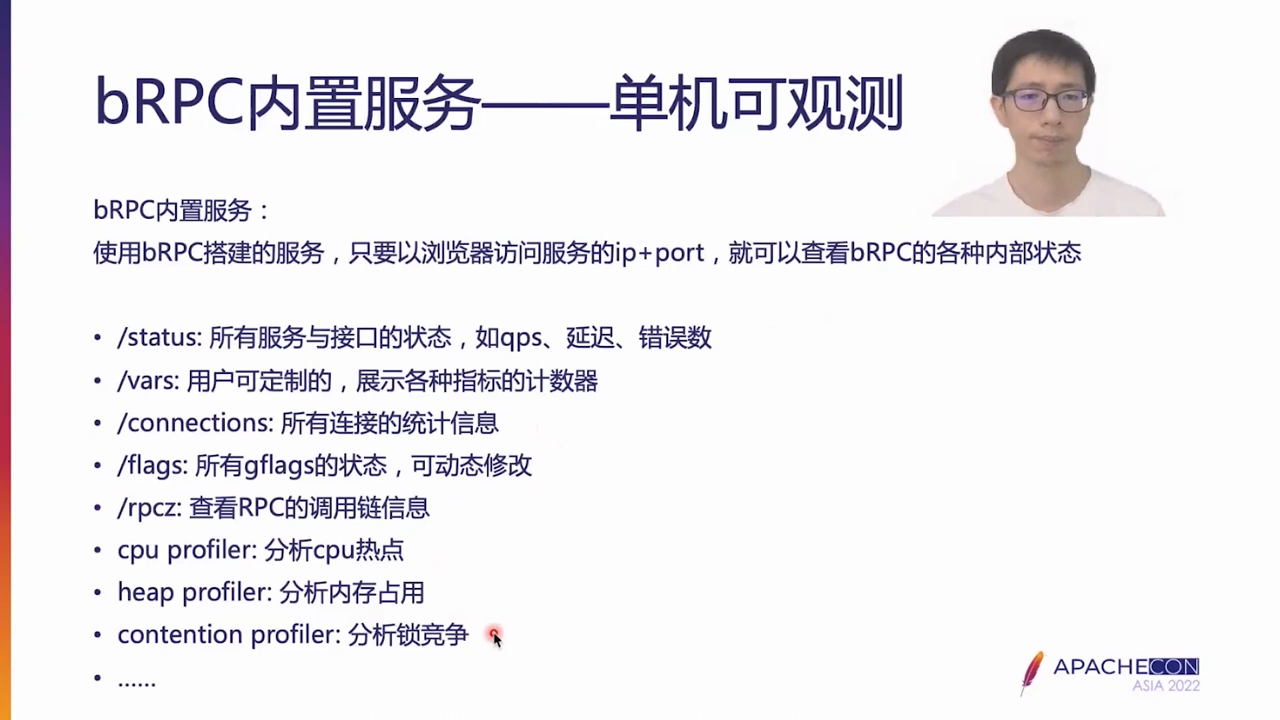 bRPC内置服务——单机可观测
bRPC内置服务：
使用bRPC搭建的服务，只要以浏览器访问服务的ip+port，就可以查看bRPC的各种内部状态
• /status: 所有服务与接口的状态，如qps、延迟、错误数
• /vars: 用户可定制的，展示各种指标的计数器
• /connections: 所有连接的统计信息
• /flags: 所有gflags的状态，可动态修改
• /rpcz: 查看RPC的调用链信息
• cpu profiler: 分析cpu热点
• heap profiler: 分析内存占用
• contention profiler: 分析锁竞争
• ……
APACHECON
ASIA 2022